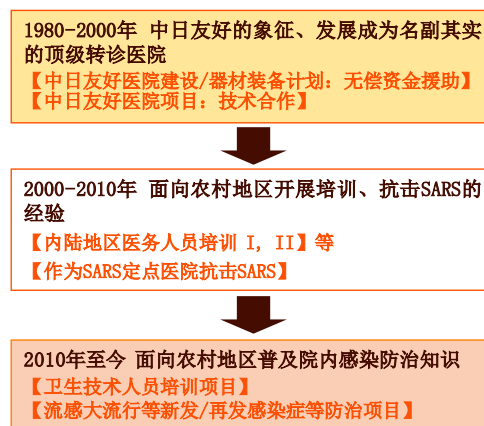 1980-2000年 中日友好的象征、发展成为名副其实
的顶级转诊医院
【中日友好医院建设/器材装备计划：无偿资金援助】
【中日友好医院项目：技术合作】
2000-2010年 面向农村地区开展培训、抗击SARS的
经验
【内陆地区医务人员培训 I, II】等
【作为SARS定点医院抗击SARS】
2010年至今 面向农村地区普及院内感染防治知识
【卫生技术人员培训项目】
【流感大流行等新发/再发感染症等防治项目】